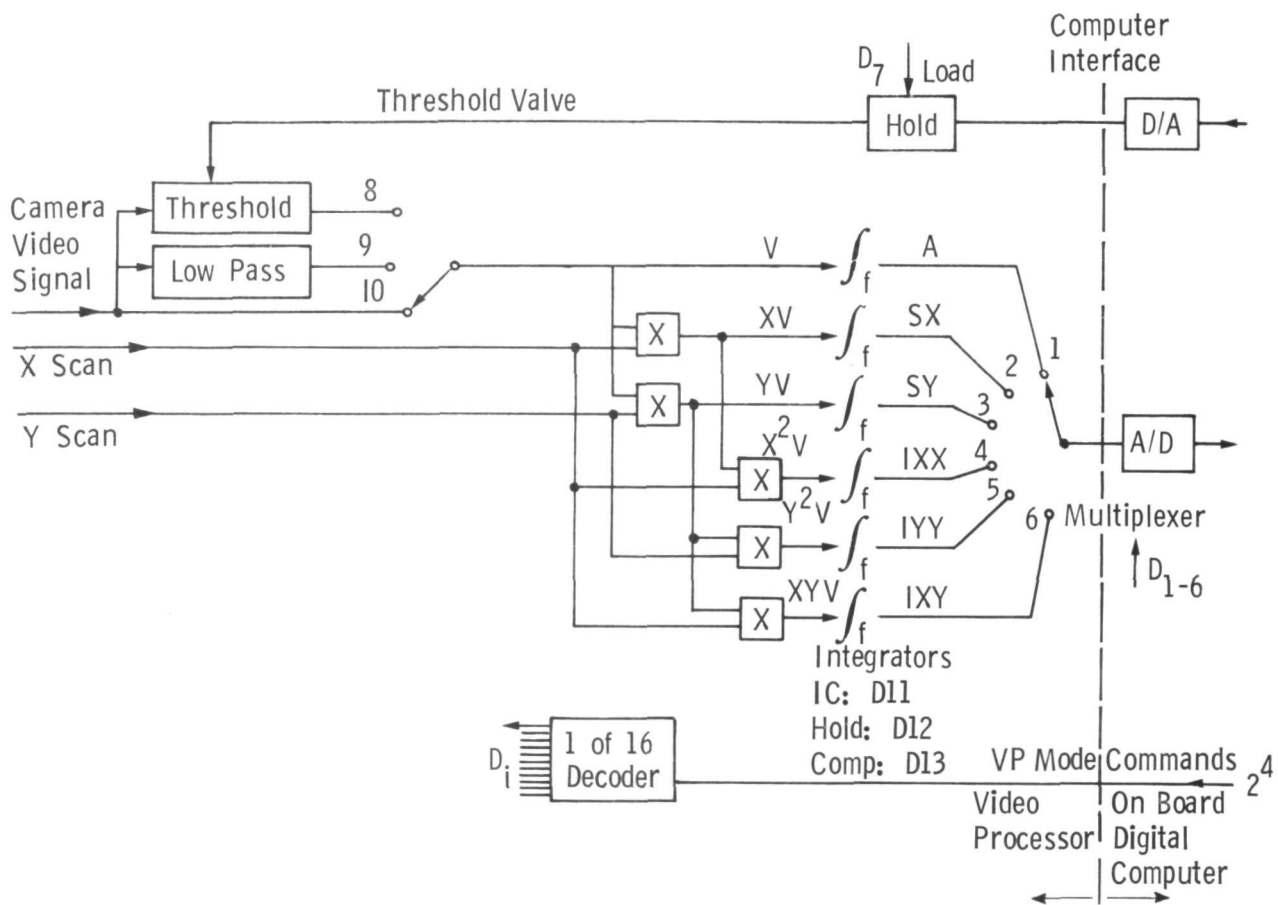 Computer
Interface
D7
Load
Threshold Valve
Hold
D/A
Camera
Video
Signal
Threshold
8
Low Pass
9
10
V
∫f
A
X
XV
∫f
SX
2
1
X Scan
X
YV
∫f
SY
3
Y Scan
A/D
X
X²V
∫f
IXX
4
X
Y²V
∫f
IYY
5
6
Multiplexer
D1-6
X
XYV
∫f
IXY
Integrators
IC: D11
Hold: D12
Comp: D13
Di
1 of 16
Decoder
VP Mode Commands
2⁴
Video
Processor
On Board
Digital
Computer